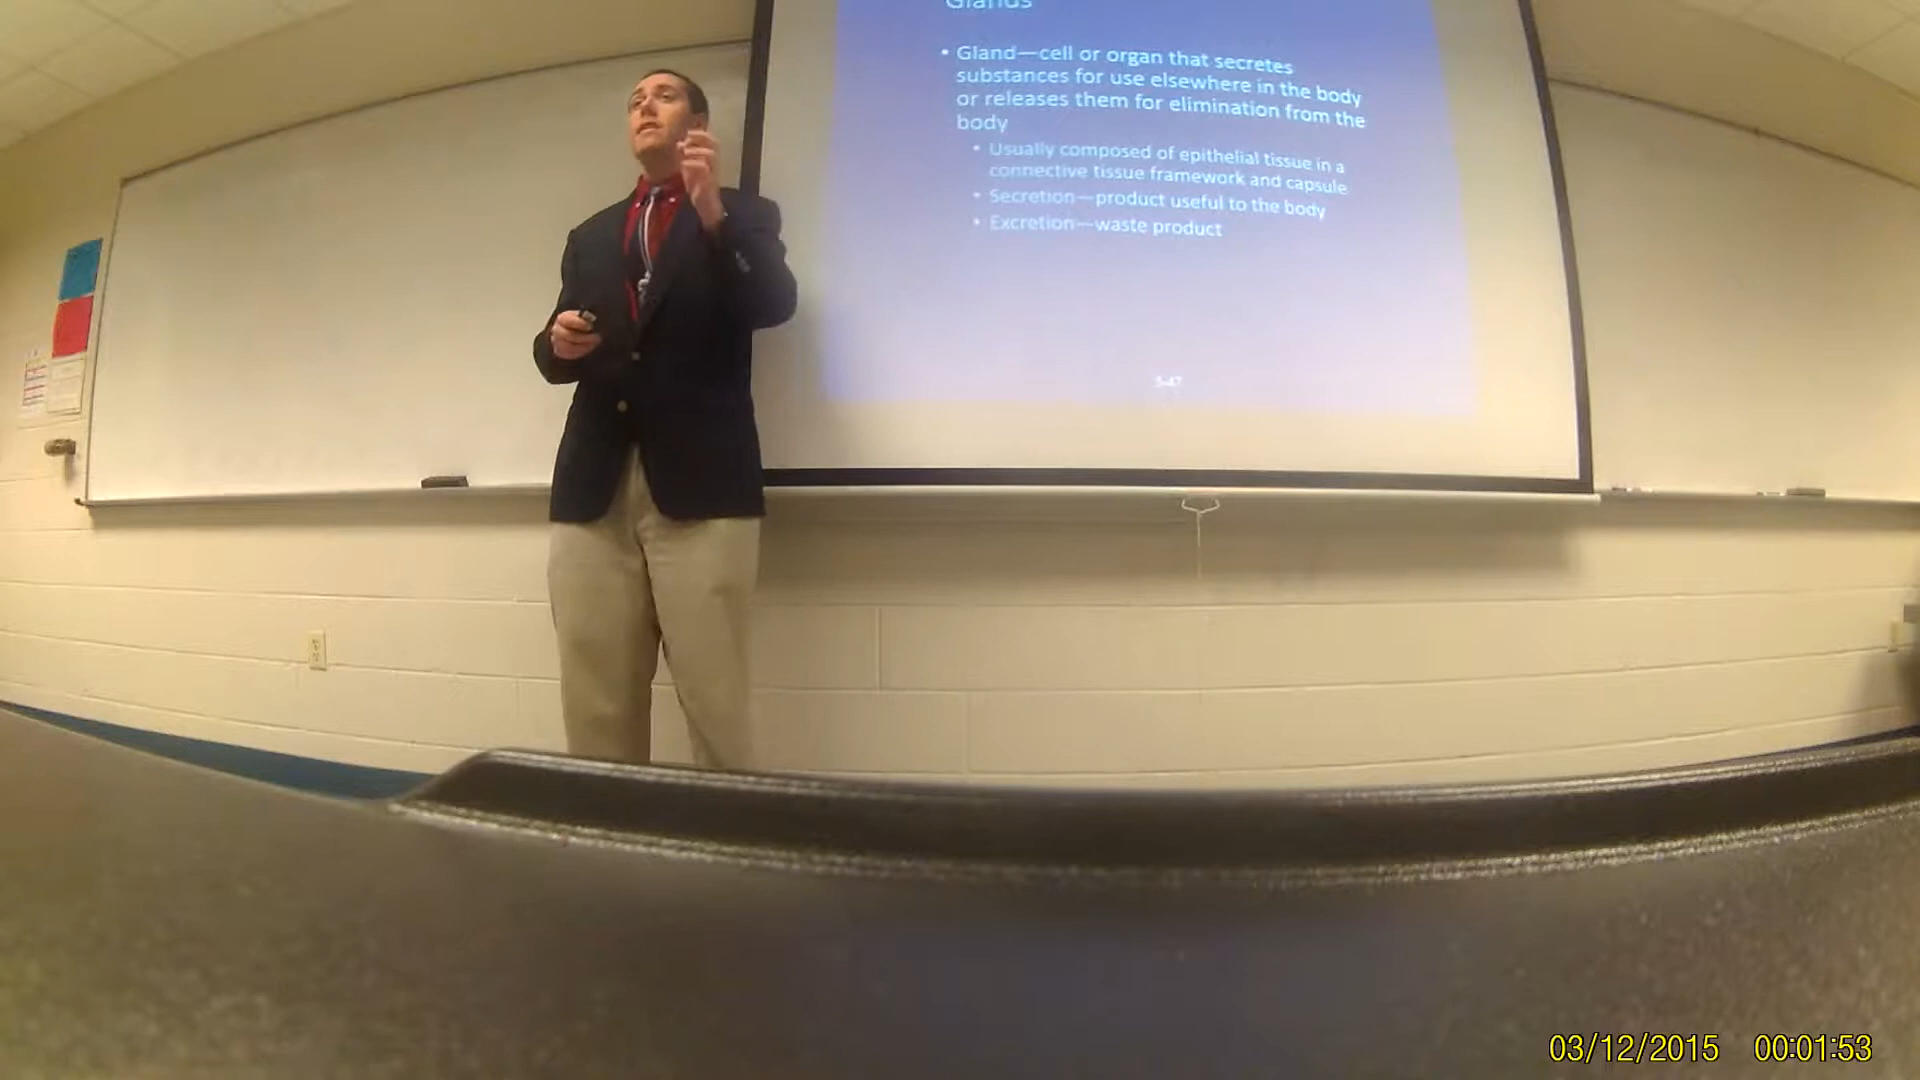 Glands
• Gland—cell or organ that secretes
substances for use elsewhere in the body
or releases them for elimination from the
body
• Usually composed of epithelial tissue in a
connective tissue framework and capsule
• Secretion—product useful to the body
• Excretion—waste product
5-47
03/12/2015 00:01:53